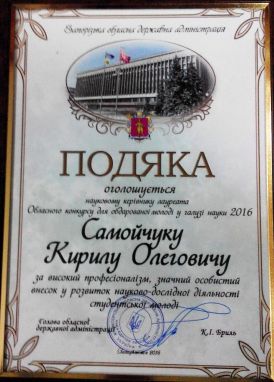 Запорізька обласна державна адміністрація
ПОДЯКА
оголошується
науковому керівнику лауреата
Обласного конкурсу для обдарованої молоді у галузі науки 2016
Самойчуку
Кирилу Олеговичу
за високий професіоналізм, значний особистий
внесок у розвиток науково-дослідної діяльності
студентської молоді
Голова обласної
державної адміністрації
К.І. Бриль
2016